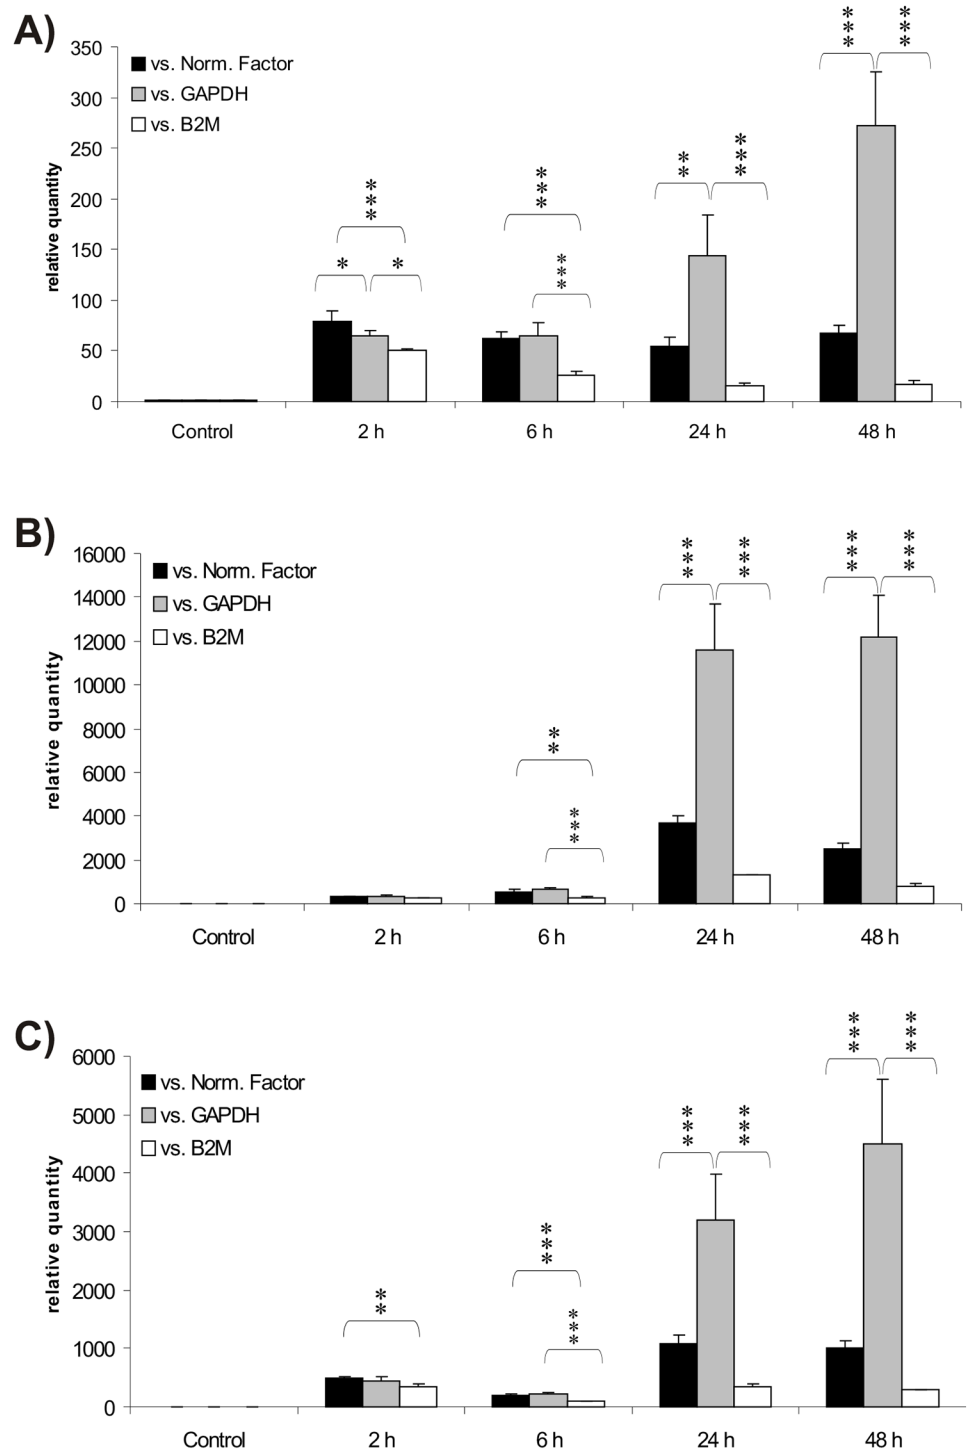 A)
350
300
250
200
150
100
50
0
relative quantity
vs. Norm. Factor
vs. GAPDH
vs. B2M
***
* *
***
***
** ***
*** ***
Control 2 h 6 h 24 h 48 h
B)
16000
14000
12000
10000
8000
6000
4000
2000
0
relative quantity
vs. Norm. Factor
vs. GAPDH
vs. B2M
**
***
*** ***
*** ***
Control 2 h 6 h 24 h 48 h
C)
6000
5000
4000
3000
2000
1000
0
relative quantity
vs. Norm. Factor
vs. GAPDH
vs. B2M
**
***
***
*** ***
*** ***
Control 2 h 6 h 24 h 48 h